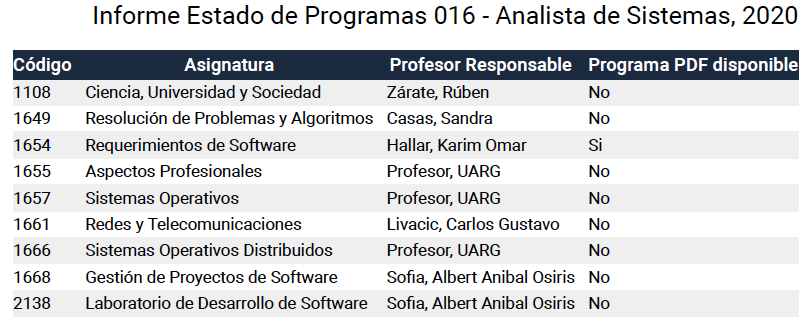 Informe Estado de Programas 016 - Analista de Sistemas, 2020
Código Asignatura Profesor Responsable Programa PDF disponible
1108 Ciencia, Universidad y Sociedad Zárate, Rúben No
1649 Resolución de Problemas y Algoritmos Casas, Sandra No
1654 Requerimientos de Software Hallar, Karim Omar Si
1655 Aspectos Profesionales Profesor, UARG No
1657 Sistemas Operativos Profesor, UARG No
1661 Redes y Telecomunicaciones Livacic, Carlos Gustavo No
1666 Sistemas Operativos Distribuidos Profesor, UARG No
1668 Gestión de Proyectos de Software Sofia, Albert Anibal Osiris No
2138 Laboratorio de Desarrollo de Software Sofia, Albert Anibal Osiris No